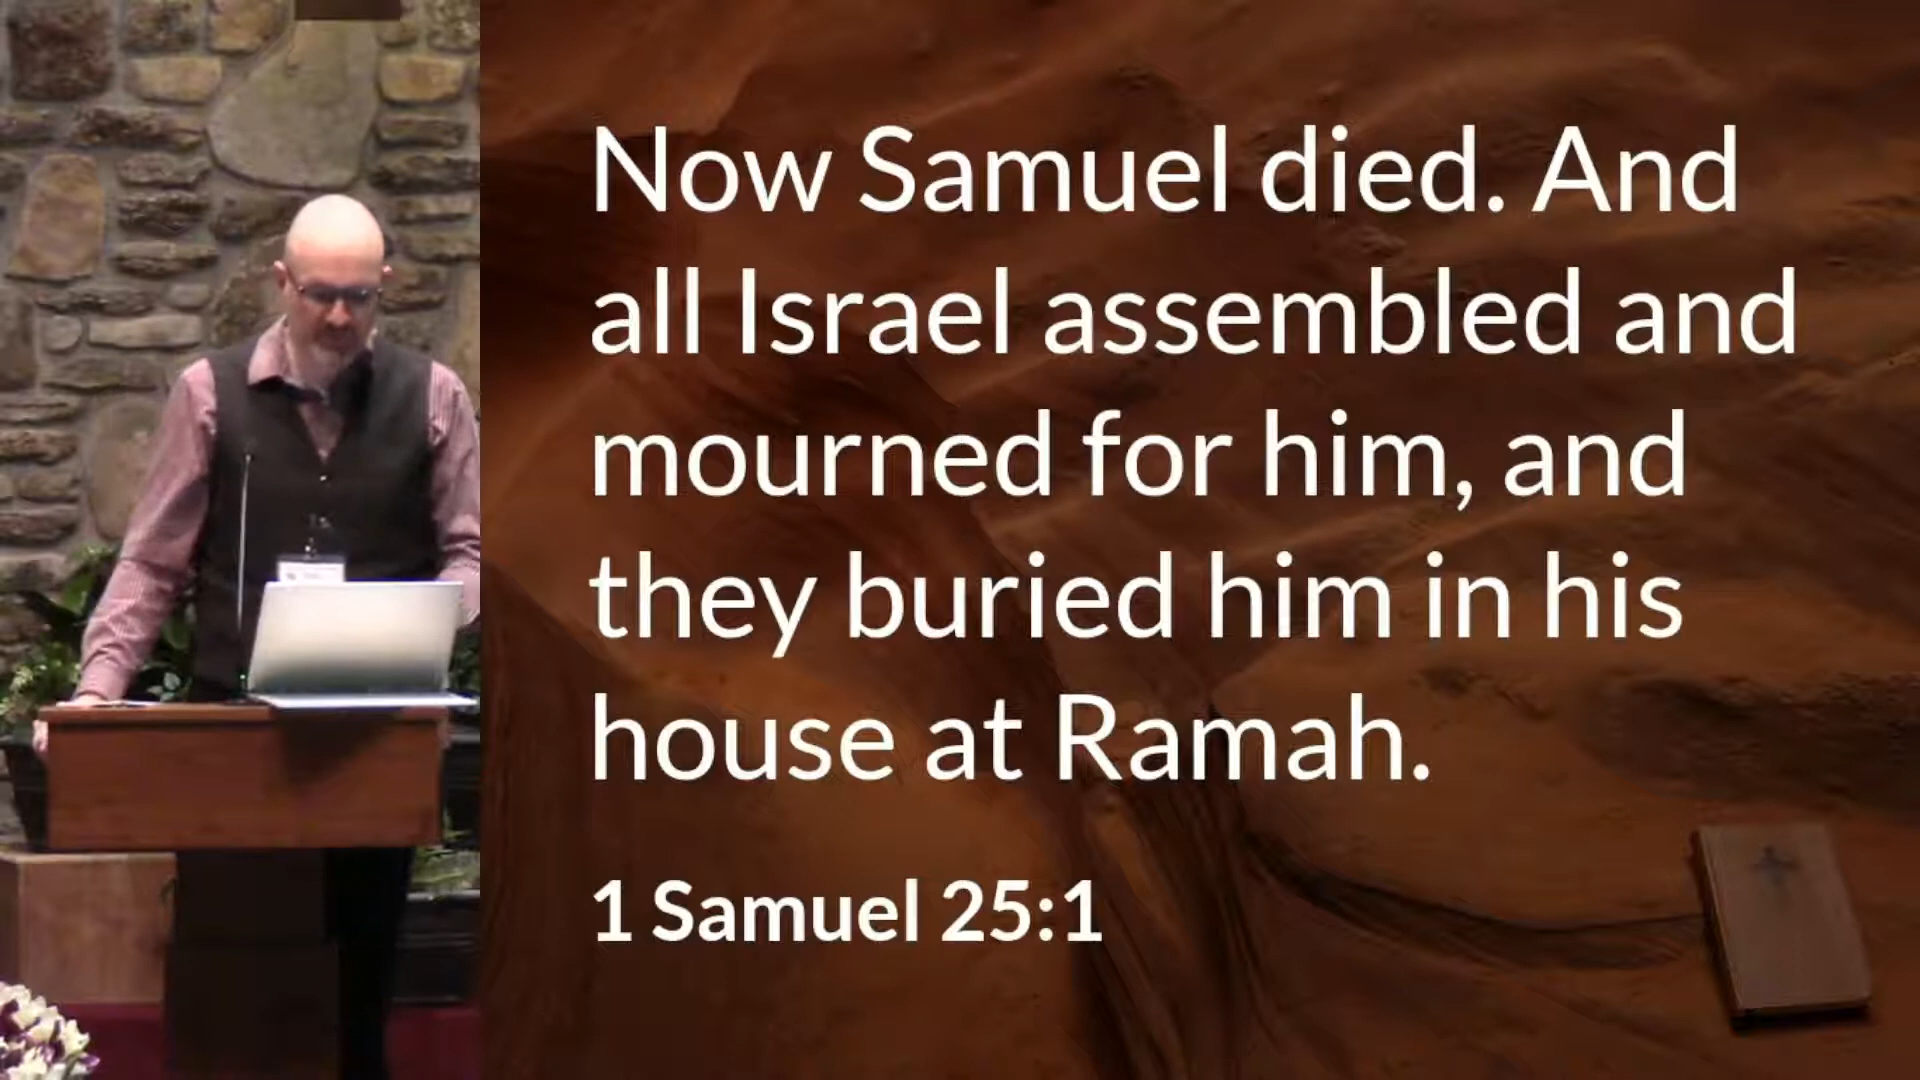 Now Samuel died. And
all Israel assembled and
mourned for him, and
they buried him in his
house at Ramah.
1 Samuel 25:1